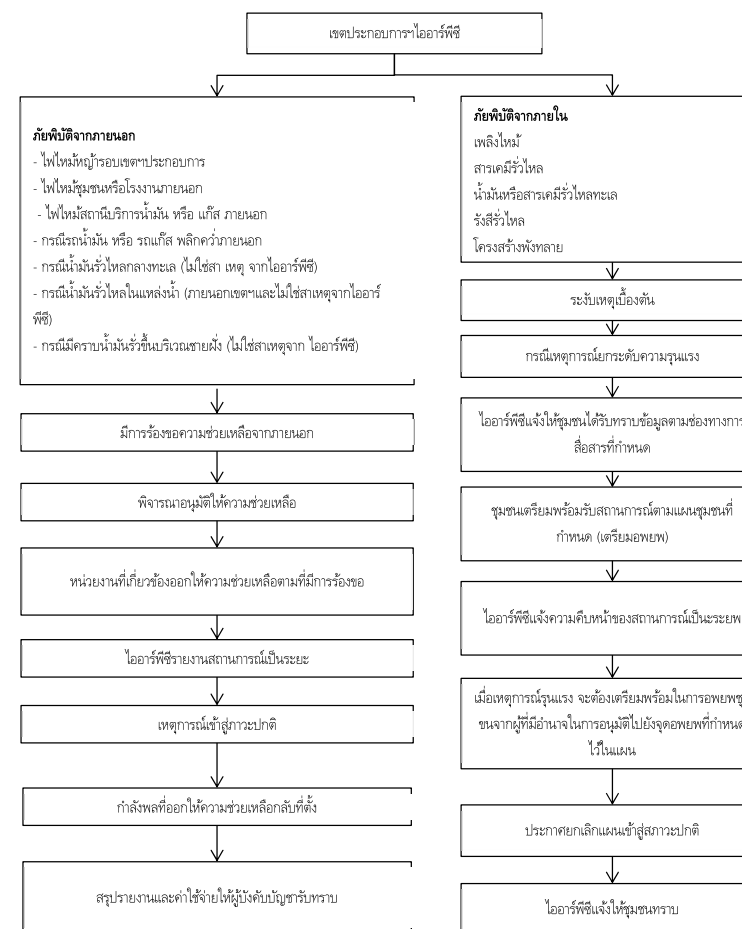 เขตประกอบการฯไออาร์พีซี
ภัยพิบัติจากภายนอก
- ไฟไหม้หญ้ารอบเขตฯประกอบการ
- ไฟไหม้ชุมชนหรือโรงงานภายนอก
- ไฟไหม้สถานีบริการน้ำมัน หรือ แก๊ส ภายนอก
- กรณีรถน้ำมัน หรือ รถแก๊ส พลิกคว่ำภายนอก
- กรณีน้ำมันรั่วไหลกลางทะเล (ไม่ใช่สา เหตุ จากไออาร์พีซี)
- กรณีน้ำมันรั่วไหลในแหล่งน้ำ (ภายนอกเขตฯและไม่ใช่สาเหตุจากไออาร์
พีซี)
- กรณีมีคราบน้ำมันรั่วขึ้นบริเวณชายฝั่ง (ไม่ใช่สาเหตุจาก ไออาร์พีซี)
มีการร้องขอความช่วยเหลือจากภายนอก
พิจารณาอนุมัติให้ความช่วยเหลือ
หน่วยงานที่เกี่ยวข้องออกให้ความช่วยเหลือตามที่มีการร้องขอ
ไออาร์พีซีรายงานสถานการณ์เป็นระยะ
เหตุการณ์เข้าสู่ภาวะปกติ
กำลังพลที่ออกให้ความช่วยเหลือกลับที่ตั้ง
สรุปรายงานและค่าใช้จ่ายให้ผู้บังคับบัญชารับทราบ
ภัยพิบัติจากภายใน
เพลิงไหม้
สารเคมีรั่วไหล
น้ำมันหรือสารเคมีรั่วไหลทะเล
รังสีรั่วไหล
โครงสร้างพังทลาย
ระงับเหตุเบื้องต้น
กรณีเหตุการณ์ยกระดับความรุนแรง
ไออาร์พีซีแจ้งให้ชุมชนได้รับทราบข้อมูลตามช่องทางการ
สื่อสารที่กำหนด
ชุมชนเตรียมพร้อมรับสถานการณ์ตามแผนชุมชนที่
กำหนด (เตรียมอพยพ)
ไออาร์พีซีแจ้งความคืบหน้าของสถานการณ์เป็นะระยพ
เมื่อเหตุการณ์รุนแรง จะต้องเตรียมพร้อมในการอพยพชุ
ขนจากผู้ที่มีอำนาจในการอนุมัติไปยังจุดอพยพที่กำหนด
ไว้ในแผน
ประกาศยกเลิกแผนเข้าสู่สภาวะปกติ
ไออาร์พีซีแจ้งให้ชุมชนทราบ